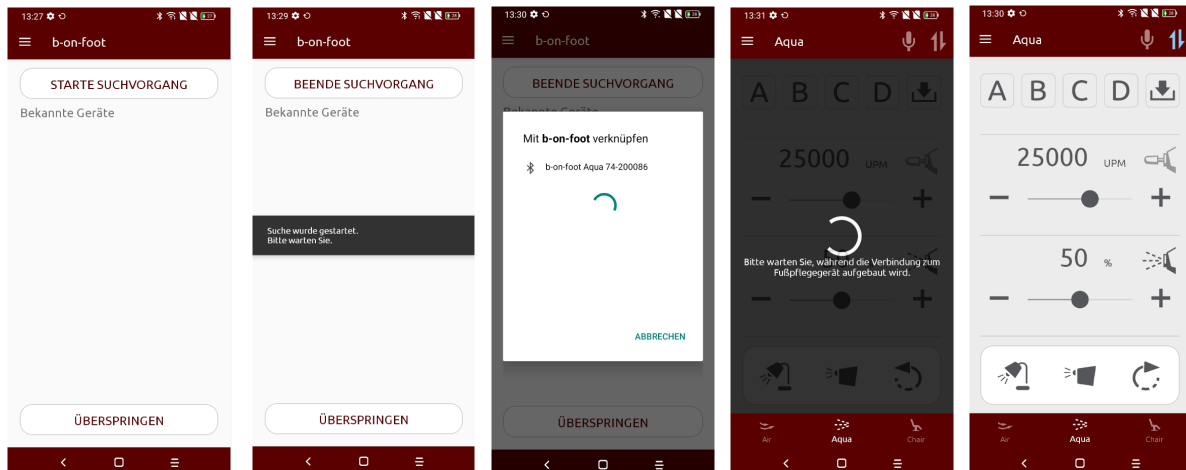 13:27
27
b-on-foot
STARTE SUCHVORGANG
Bekannte Geräte
ÜBERSPRINGEN
13:29
b-on-foot
BEENDE SUCHVORGANG
Bekannte Geräte
Suche wurde gestartet.
Bitte warten Sie.
ÜBERSPRINGEN
13:30
b-on-foot
BEENDE SUCHVORGANG
Bekannte Geräte
Mit b-on-foot verknüpfen
b-on-foot Aqua 74-200086
ABBRECHEN
ÜBERSPRINGEN
13:31
Aqua
A B C D
25000 UPM
Bitte warten Sie, während die Verbindung zum
Fußpflegegerät aufgebaut wird.
Air Aqua Chair
13:30
Aqua
A B C D
25000 UPM
50 %
Air Aqua Chair